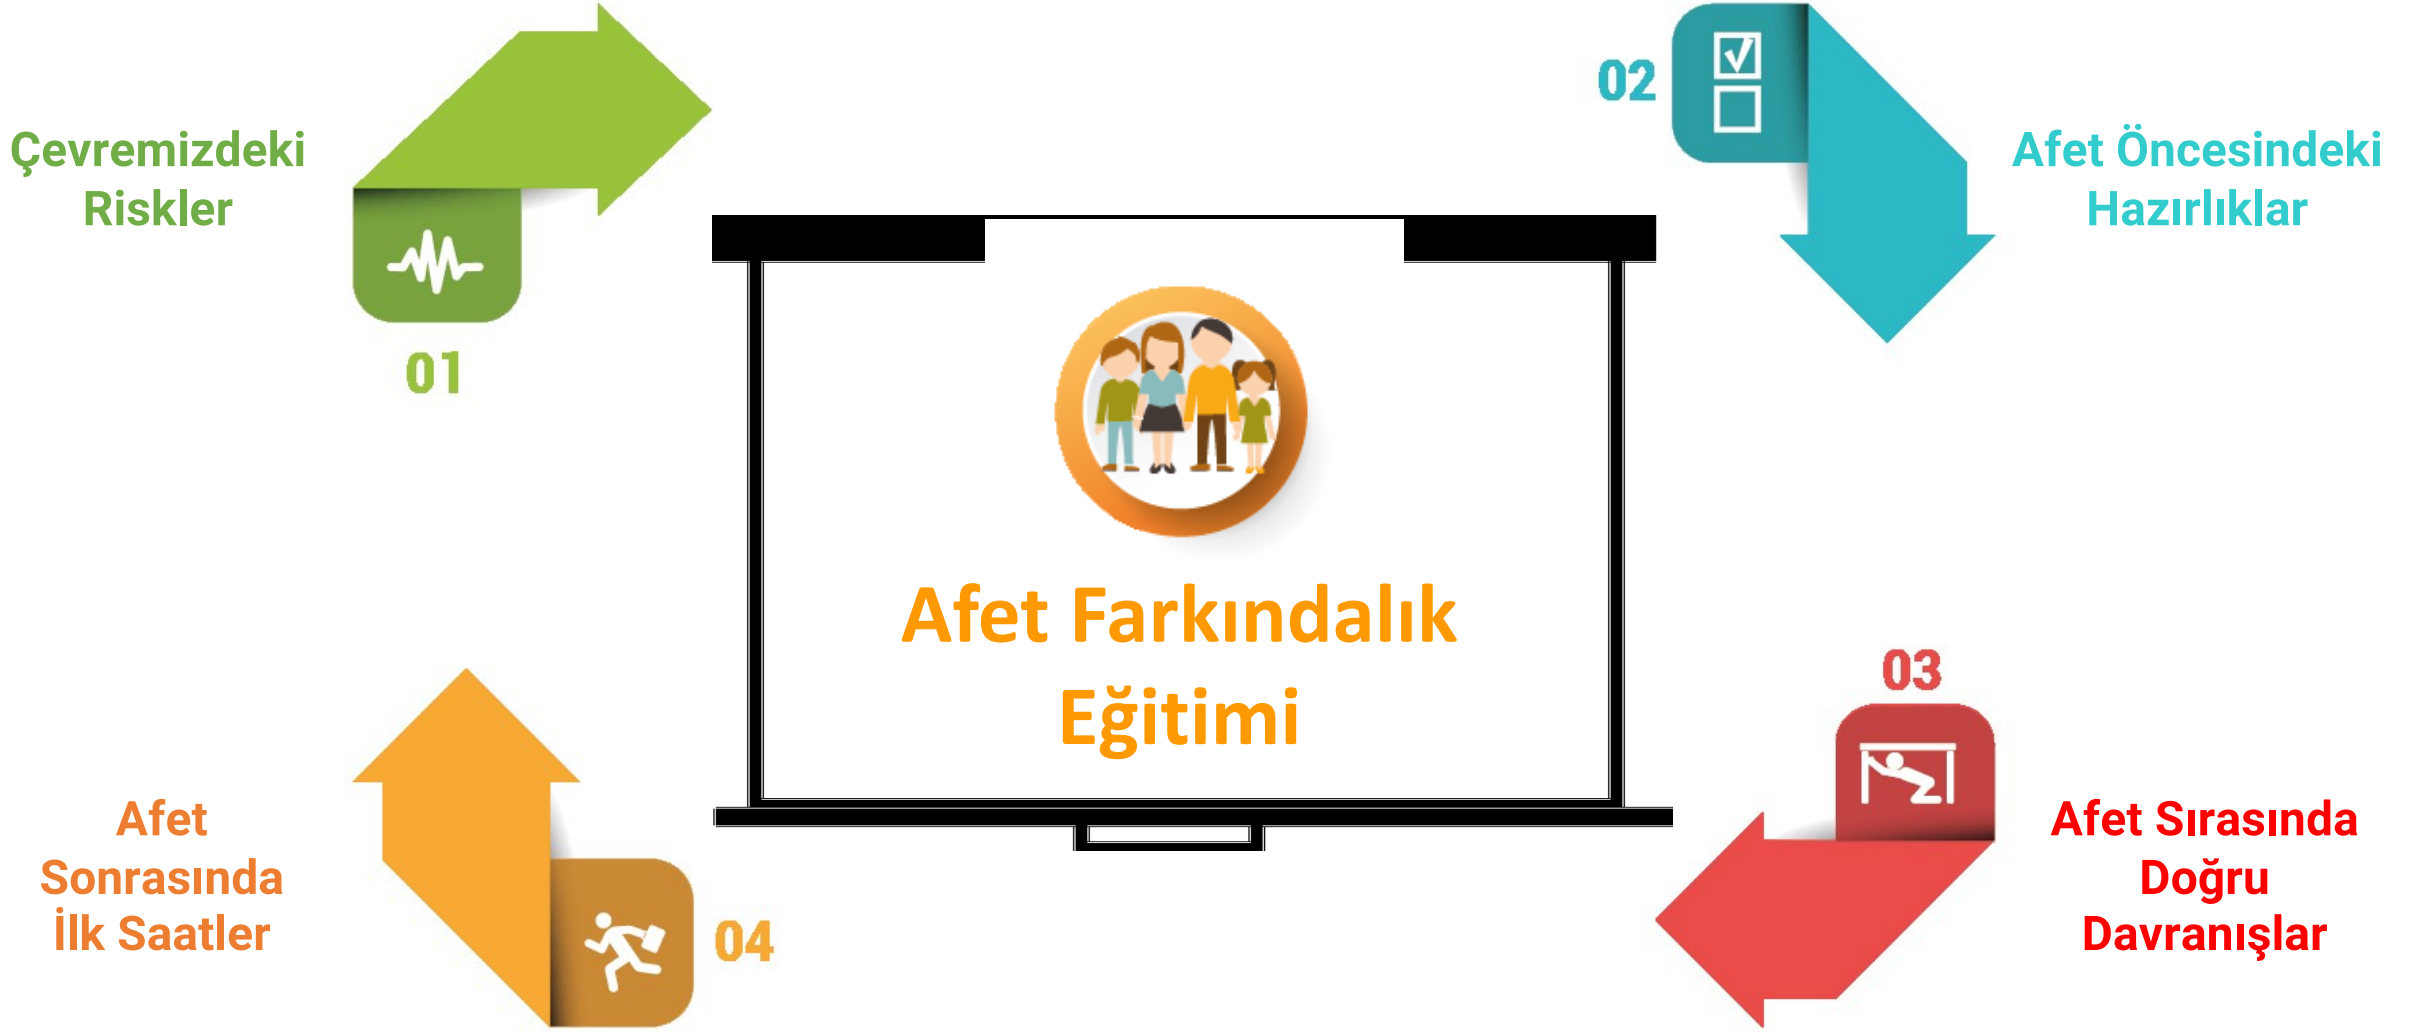 01
Çevremizdeki
Riskler
02
Afet Öncesindeki
Hazırlıklar
Afet Farkındalık
Eğitimi
03
Afet Sırasında
Doğru
Davranışlar
04
Afet
Sonrasında
İlk Saatler